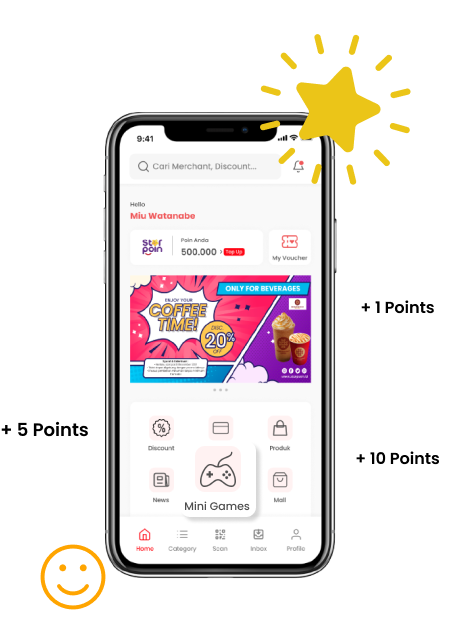 9:41
Cari Merchant, Discount...
Hello
Miu Watanabe
Star
poin
Poin Anda
500.000 >
Top Up
My Voucher
ONLY FOR BEVERAGES
ENJOY YOUR
COFFEE
TIME!
DISC.
20%
OFF
+ 1 Points
+ 5 Points
+ 10 Points
Discount
Produk
News
Mini Games
Mall
Home
Category
Scan
Inbox
Profile